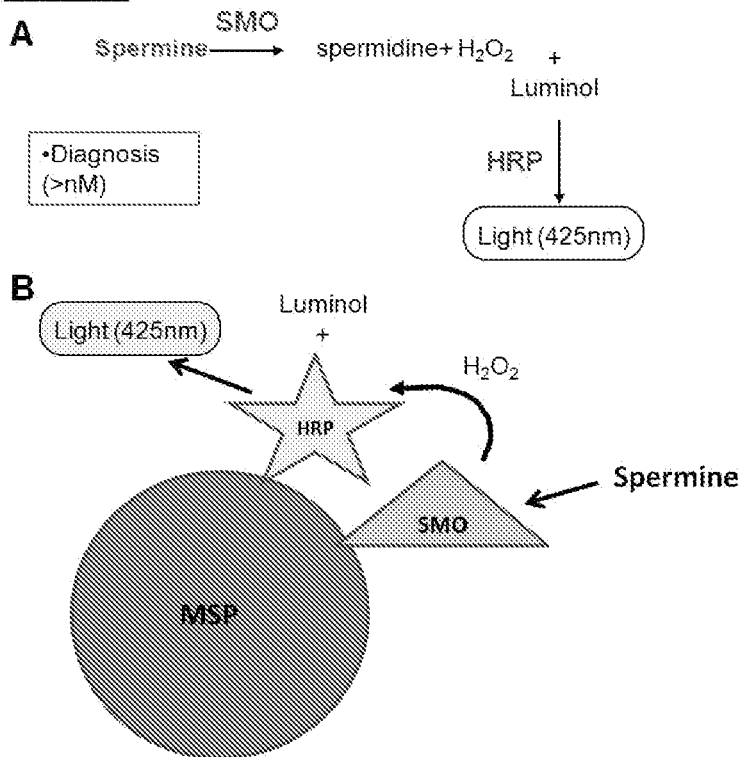 A
SMO
Spermine spermidine+ H₂O₂ +
Luminol
•Diagnosis
(>nM)
HRP
Light (425nm)
B
Luminol
+
Light (425nm)
H₂O₂
HRP
Spermine
SMO
MSP